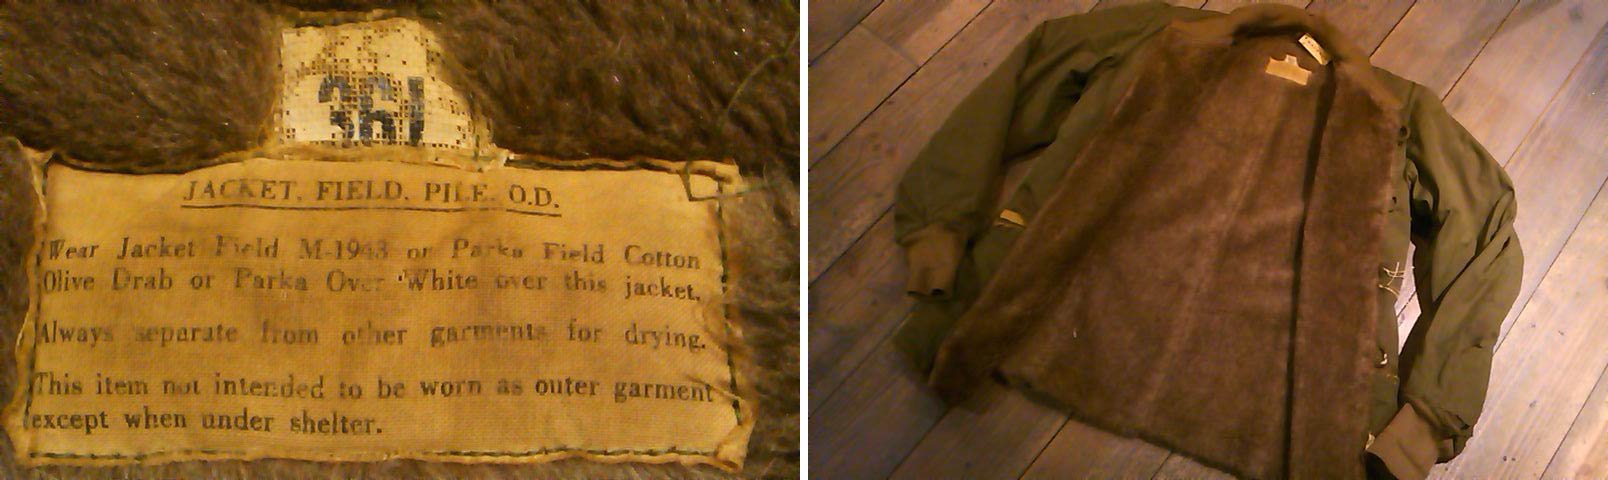 36R
JACKET, FIELD, PILE, O.D.
Wear Jacket Field M-1943 or Parka Field Cotton
Olive Drab or Parka Over White over this jacket.
Always separate from other garments for drying.
This item not intended to be worn as outer garment
except when under shelter.